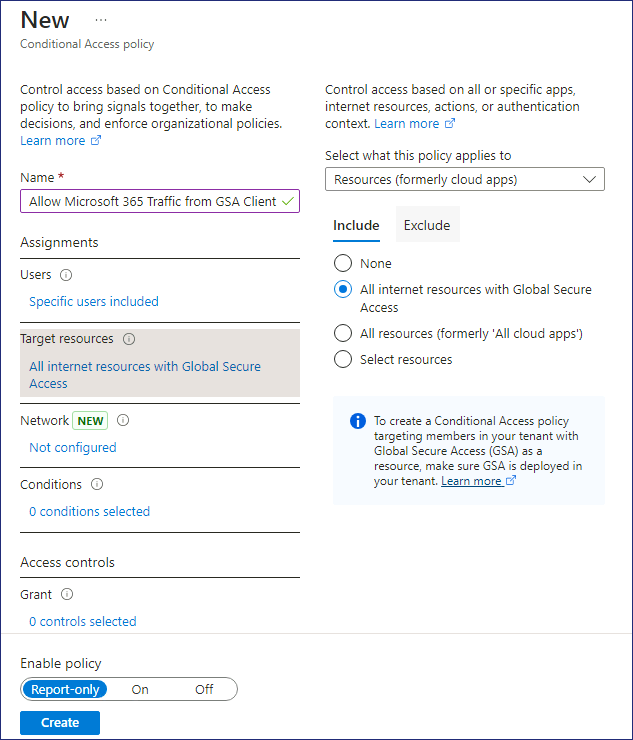 New ...
Conditional Access policy
Control access based on Conditional Access
policy to bring signals together, to make
decisions, and enforce organizational policies.
Learn more
Name *
Allow Microsoft 365 Traffic from GSA Client
Assignments
Users
Specific users included
Target resources
All internet resources with Global Secure
Access
Network NEW
Not configured
Conditions
0 conditions selected
Access controls
Grant
0 controls selected
Control access based on all or specific apps,
internet resources, actions, or authentication
context. Learn more
Select what this policy applies to
Resources (formerly cloud apps)
Include Exclude
None
All internet resources with Global Secure
Access
All resources (formerly 'All cloud apps')
Select resources
To create a Conditional Access policy
targeting members in your tenant with
Global Secure Access (GSA) as a
resource, make sure GSA is deployed in
your tenant. Learn more
Enable policy
Report-only On Off
Create